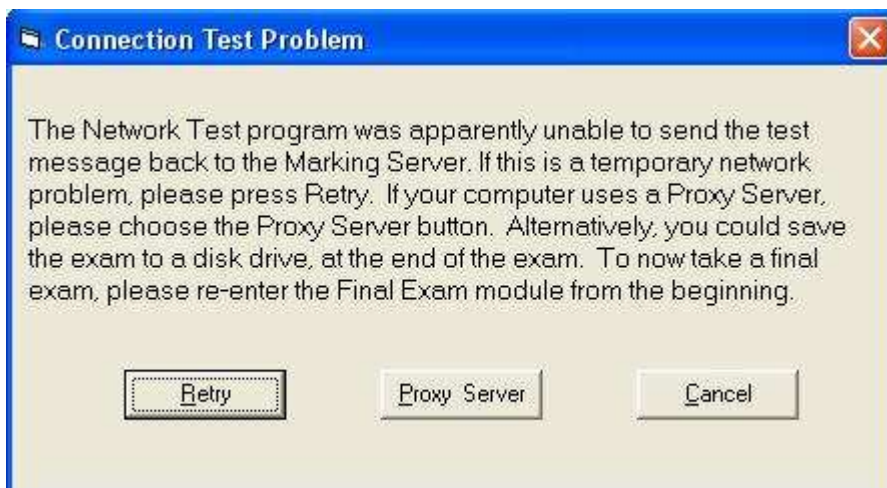 Connection Test Problem
The Network Test program was apparently unable to send the test
message back to the Marking Server. If this is a temporary network
problem, please press Retry. If your computer uses a Proxy Server,
please choose the Proxy Server button. Alternatively, you could save
the exam to a disk drive, at the end of the exam. To now take a final
exam, please re-enter the Final Exam module from the beginning.
Retry Proxy Server Cancel